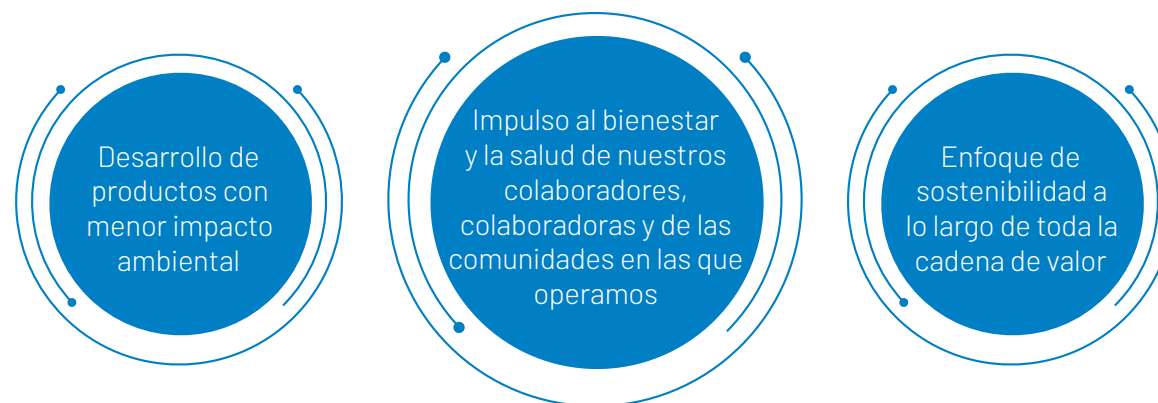 Desarrollo de
productos con
menor impacto
ambiental
Impulso al bienestar
y la salud de nuestros
colaboradores,
colaboradoras y de las
comunidades en las que
operamos
Enfoque de
sostenibilidad a
lo largo de toda la
cadena de valor